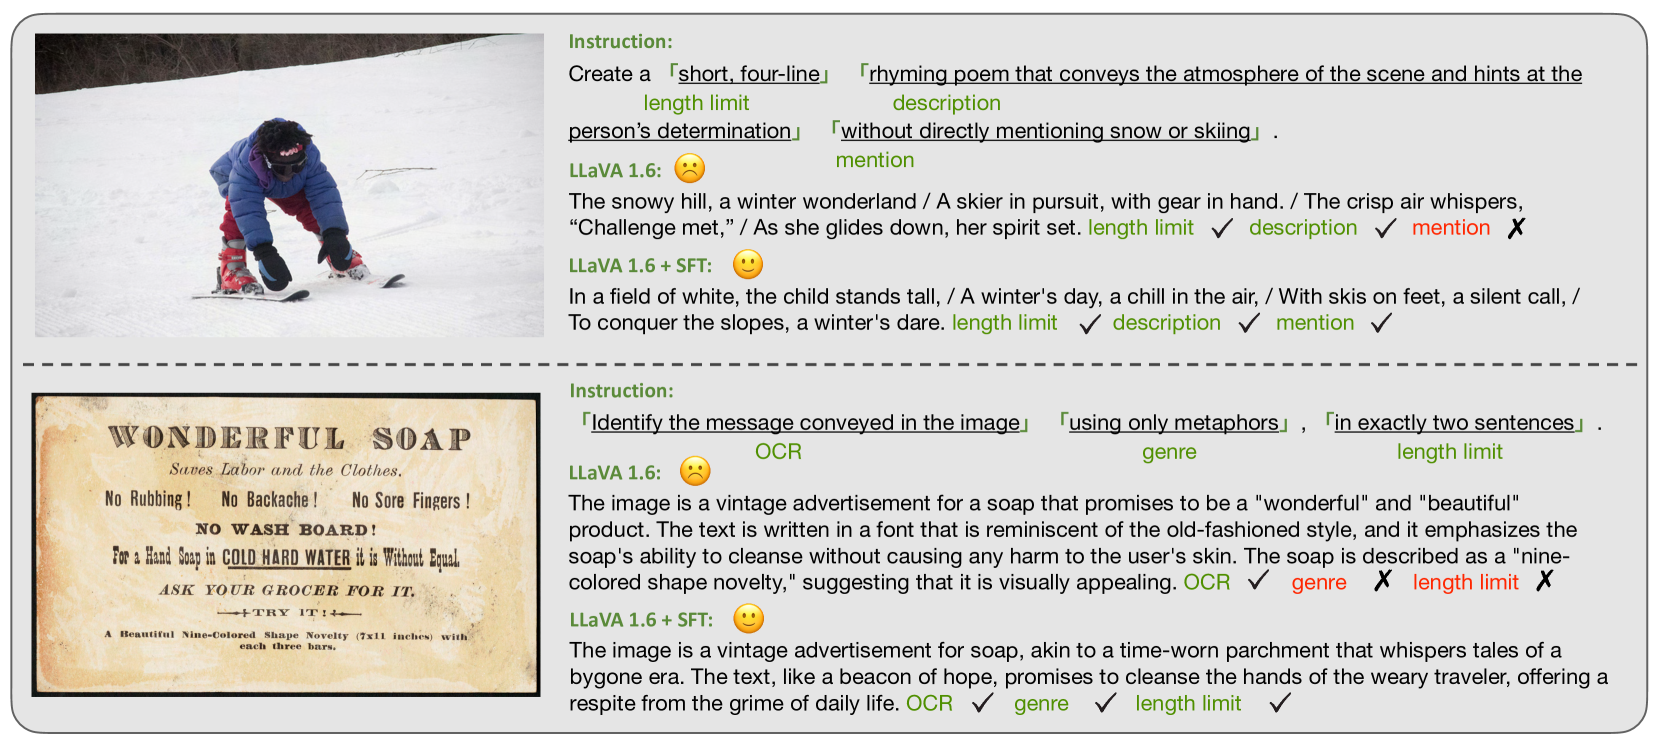 Instruction:
Create a 「short, four-line」 「rhyming poem that conveys the atmosphere of the scene and hints at the
length limit description
person's determination」 「without directly mentioning snow or skiing」 .
mention
LLaVA 1.6:
The snowy hill, a winter wonderland / A skier in pursuit, with gear in hand. / The crisp air whispers,
“Challenge met,” / As she glides down, her spirit set. length limit ✓ description ✓ mention ✗
LLaVA 1.6 + SFT:
In a field of white, the child stands tall, / A winter's day, a chill in the air, / With skis on feet, a silent call, /
To conquer the slopes, a winter's dare. length limit ✓ description ✓ mention ✓
WONDERFUL SOAP
Saves Labor and the Clothes.
No Rubbing! No Backache! No Sore Fingers!
NO WASH BOARD!
For a Hand Soap in COLD HARD WATER it is Without Equal.
ASK YOUR GROCER FOR IT.
TRY IT!
A Beautiful Nine-Colored Shape Novelty (7x11 inches) with
each three bars.
Instruction:
「Identify the message conveyed in the image」 「using only metaphors」 , 「in exactly two sentences」 .
OCR genre length limit
LLaVA 1.6:
The image is a vintage advertisement for a soap that promises to be a "wonderful" and "beautiful"
product. The text is written in a font that is reminiscent of the old-fashioned style, and it emphasizes the
soap's ability to cleanse without causing any harm to the user's skin. The soap is described as a "nine-
colored shape novelty," suggesting that it is visually appealing. OCR ✓ genre ✗ length limit ✗
LLaVA 1.6 + SFT:
The image is a vintage advertisement for soap, akin to a time-worn parchment that whispers tales of a
bygone era. The text, like a beacon of hope, promises to cleanse the hands of the weary traveler, offering a
respite from the grime of daily life. OCR ✓ genre ✓ length limit ✓